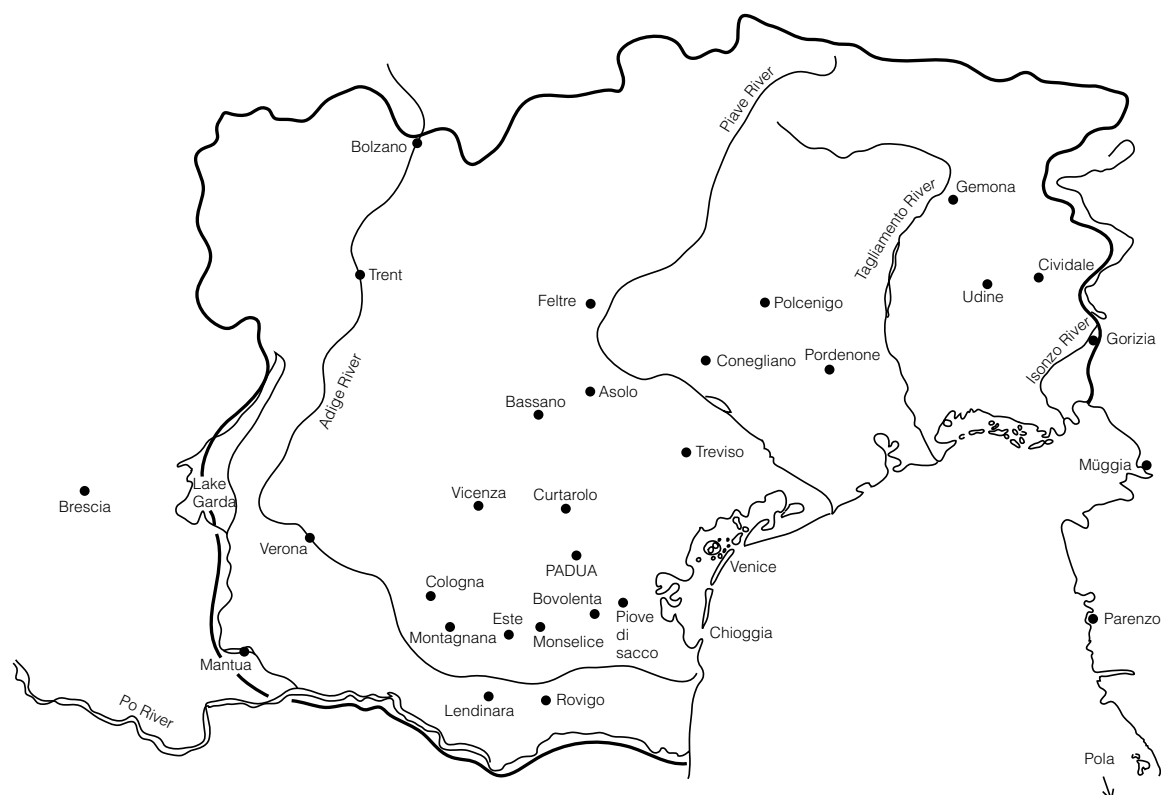 Piave River
Bolzano
Gemona
Tagliamento River
Cividale
Trent
Udine
Feltre
Polcenigo
Isonzo River
Gorizia
Conegliano
Pordenone
Adige River
Asolo
Bassano
Treviso
Müggia
Lake
Garda
Brescia
Vicenza
Curtarolo
Verona
PADUA
Venice
Cologna
Bovolenta
Este
Piove
di
sacco
Montagnana
Monselice
Chioggia
Parenzo
Mantua
Po River
Lendinara
Rovigo
Pola